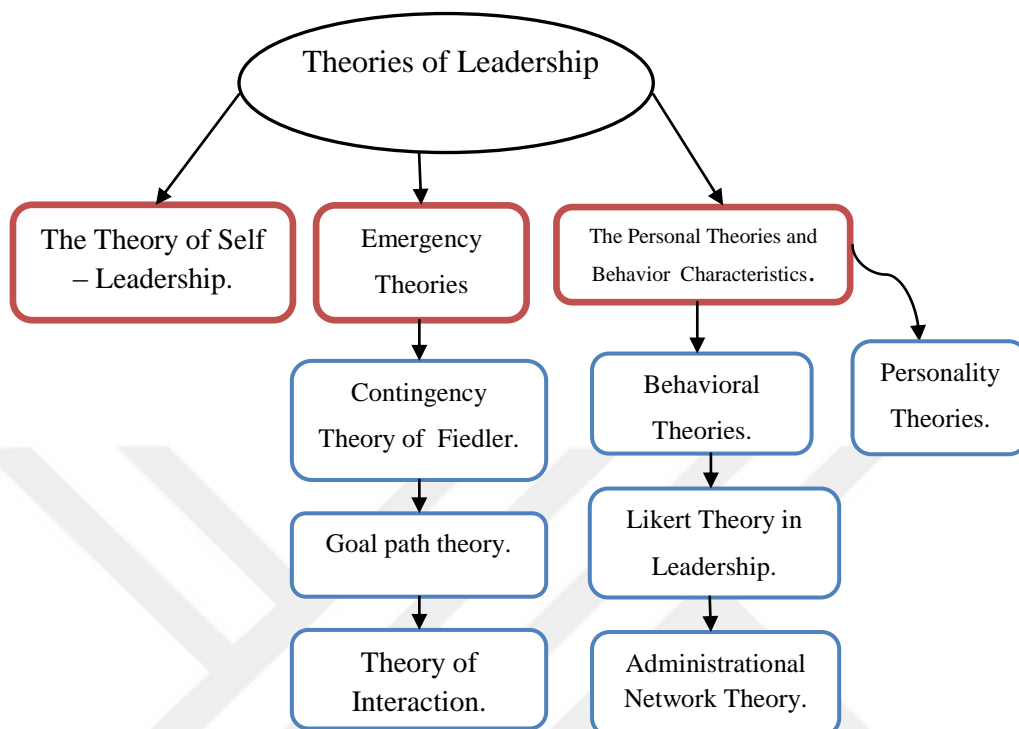 Theories of Leadership
The Theory of Self
– Leadership.
Emergency
Theories
The Personal Theories and
Behavior Characteristics.
Contingency
Theory of Fiedler.
Behavioral
Theories.
Personality
Theories.
Goal path theory.
Likert Theory in
Leadership.
Theory of
Interaction.
Administrational
Network Theory.